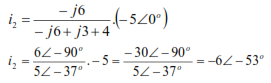 i₂ = −j6 / (−j6 + j3 + 4) .(−5∠0°)
i₂ = 6∠−90° / 5∠−37° .−5 = −30∠−90° / 5∠−37° = −6∠−53°